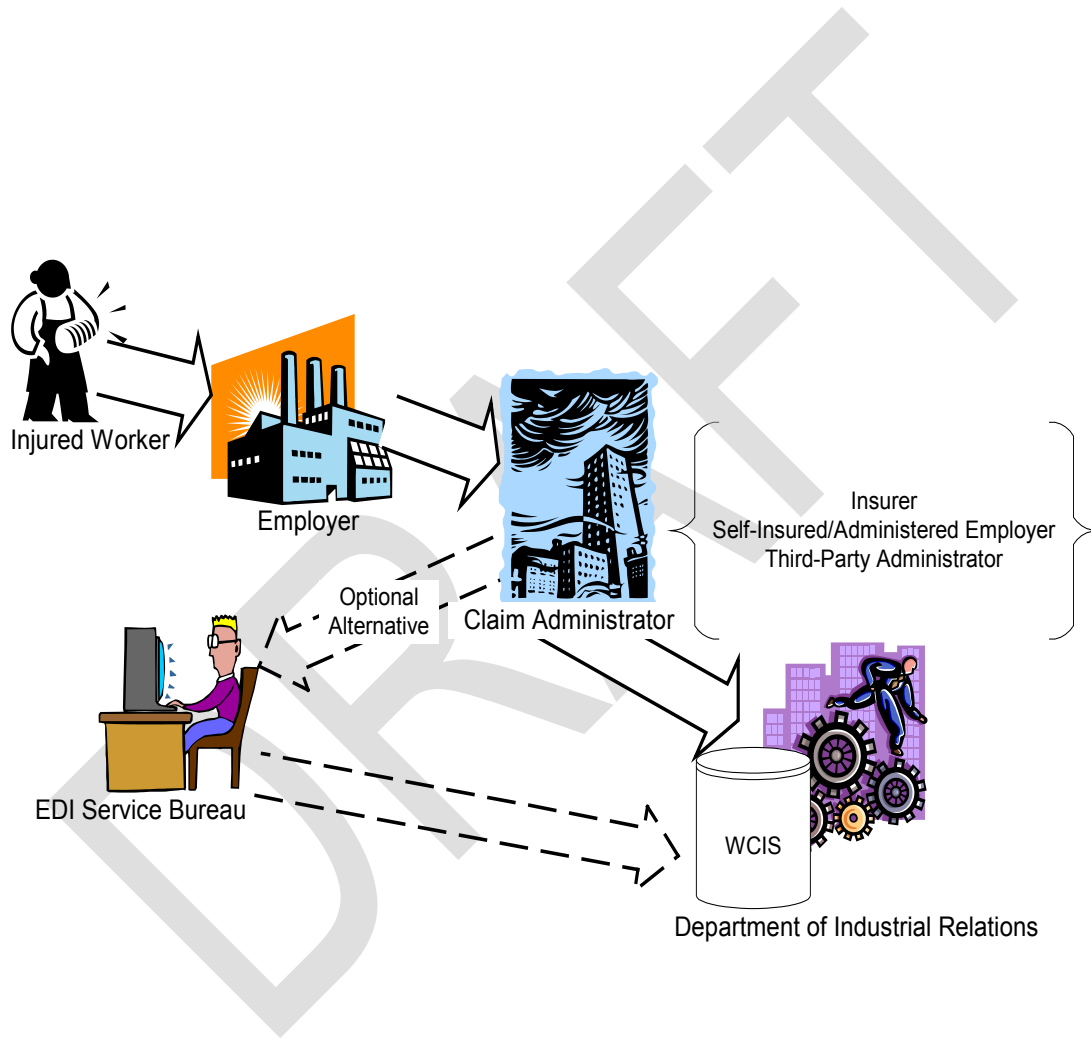 DRAFT
Injured Worker
Employer
Insurer
Self-Insured/Administered Employer
Third-Party Administrator
Optional
Alternative
Claim Administrator
EDI Service Bureau
WCIS
Department of Industrial Relations